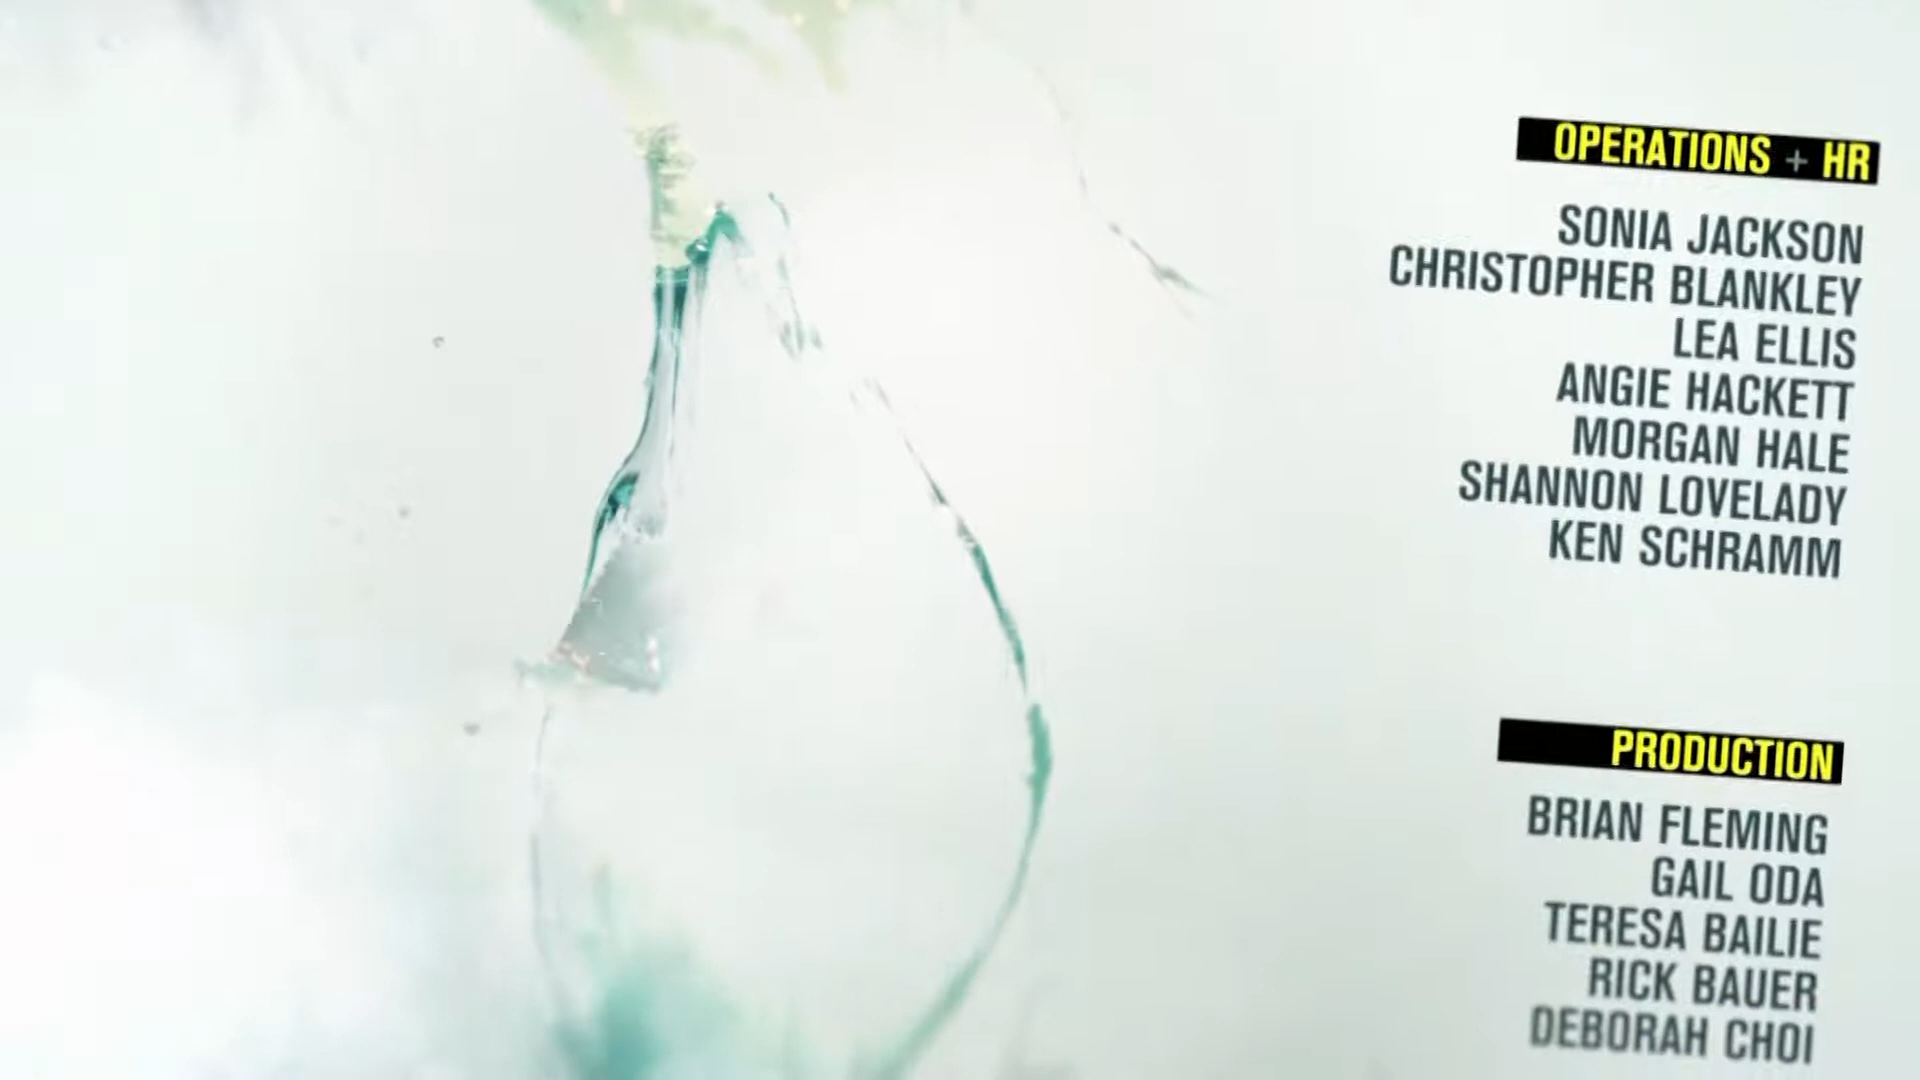 OPERATIONS + HR
SONIA JACKSON
CHRISTOPHER BLANKLEY
LEA ELLIS
ANGIE HACKETT
MORGAN HALE
SHANNON LOVELADY
KEN SCHRAMM
PRODUCTION
BRIAN FLEMING
GAIL ODA
TERESA BAILIE
RICK BAUER
DEBORAH CHOI